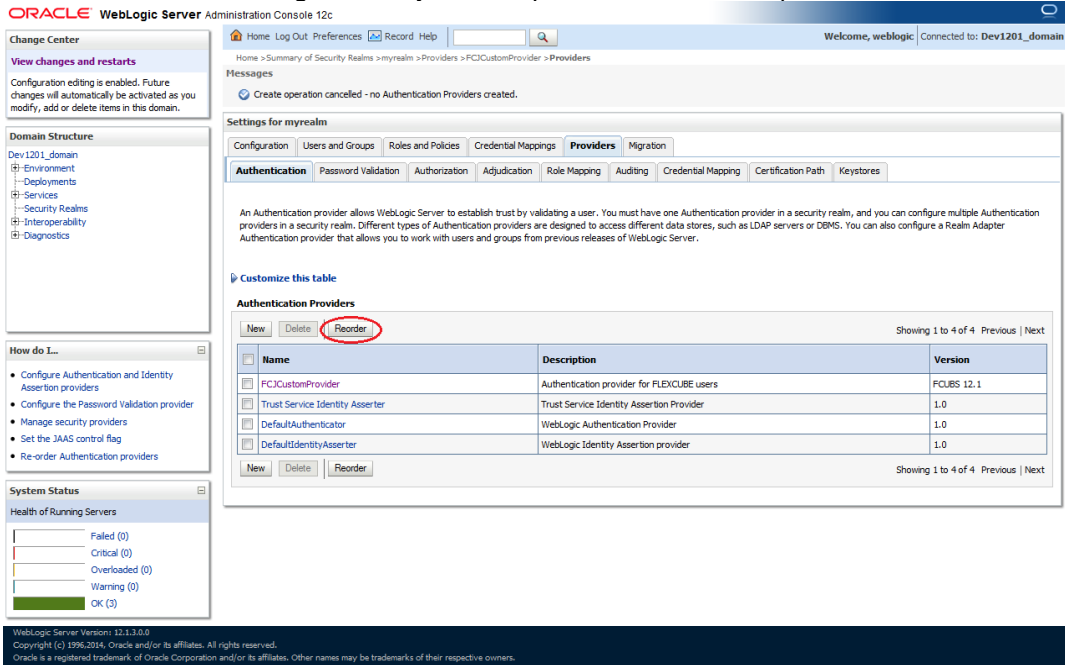 ORACLE WebLogic Server Administration Console 12c
Change Center
View changes and restarts
Configuration editing is enabled. Future
changes will automatically be activated as you
modify, add or delete items in this domain.
Domain Structure
Dev1201_domain
Environment
Deployments
Services
Security Realms
Interoperability
Diagnostics
How do I...
Configure Authentication and Identity
Assertion providers
Configure the Password Validation provider
Manage security providers
Set the JAAS control flag
Re-order Authentication providers
System Status
Health of Running Servers
Failed (0)
Critical (0)
Overloaded (0)
Warning (0)
OK (3)
Home Log Out Preferences Record Help
Welcome, weblogic Connected to: Dev1201_domain
Home >Summary of Security Realms >myrealm >Providers >FCJCustomProvider >Providers
Messages
Create operation cancelled - no Authentication Providers created.
Settings for myrealm
Configuration Users and Groups Roles and Policies Credential Mappings Providers Migration
Authentication Password Validation Authorization Adjudication Role Mapping Auditing Credential Mapping Certification Path Keystores
An Authentication provider allows WebLogic Server to establish trust by validating a user. You must have one Authentication provider in a security realm, and you can configure multiple Authentication
providers in a security realm. Different types of Authentication providers are designed to access different data stores, such as LDAP servers or DBMS. You can also configure a Realm Adapter
Authentication provider that allows you to work with users and groups from previous releases of WebLogic Server.
Customize this table
Authentication Providers
New Delete Reorder Showing 1 to 4 of 4 Previous | Next
Name Description Version
FCJCustomProvider Authentication provider for FLEXCUBE users FCUBS 12.1
Trust Service Identity Asserter Trust Service Identity Assertion Provider 1.0
DefaultAuthenticator WebLogic Authentication Provider 1.0
DefaultIdentityAsserter WebLogic Identity Assertion provider 1.0
New Delete Reorder Showing 1 to 4 of 4 Previous | Next
WebLogic Server Version: 12.1.3.0.0
Copyright (c) 1996,2014, Oracle and/or its affiliates. All rights reserved.
Oracle is a registered trademark of Oracle Corporation and/or its affiliates. Other names may be trademarks of their respective owners.